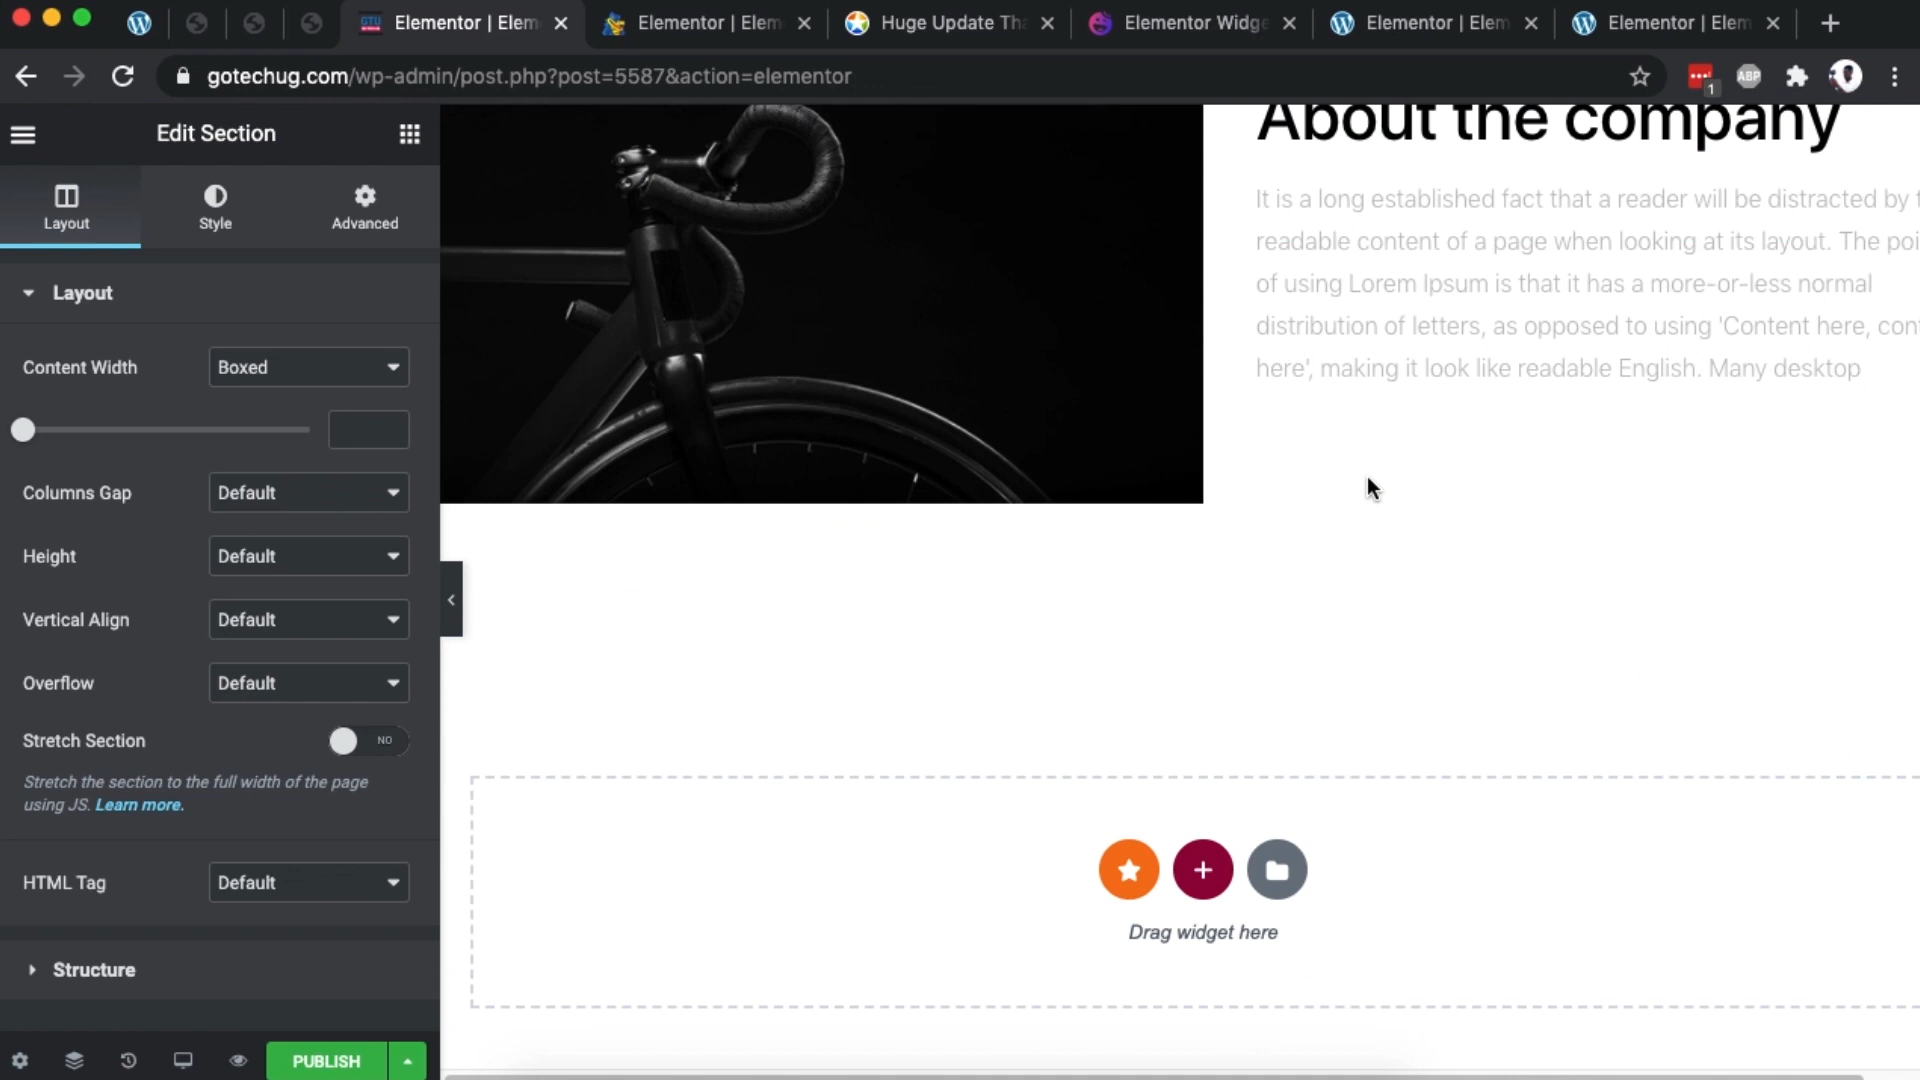 Elementor | Elem
Elementor | Elem
Huge Update Tha
Elementor Widge
Elementor | Elem
Elementor | Elem
gotechug.com/wp-admin/post.php?post=5587&action=elementor
ABP
1
Edit Section
Layout
Style
Advanced
Layout
Content Width
Boxed
Columns Gap
Default
Height
Default
Vertical Align
Default
Overflow
Default
Stretch Section
NO
Stretch the section to the full width of the page
using JS. Learn more.
HTML Tag
Default
Structure
PUBLISH
About the company
It is a long established fact that a reader will be distracted by t
readable content of a page when looking at its layout. The poi
of using Lorem Ipsum is that it has a more-or-less normal
distribution of letters, as opposed to using 'Content here, cont
here', making it look like readable English. Many desktop
Drag widget here